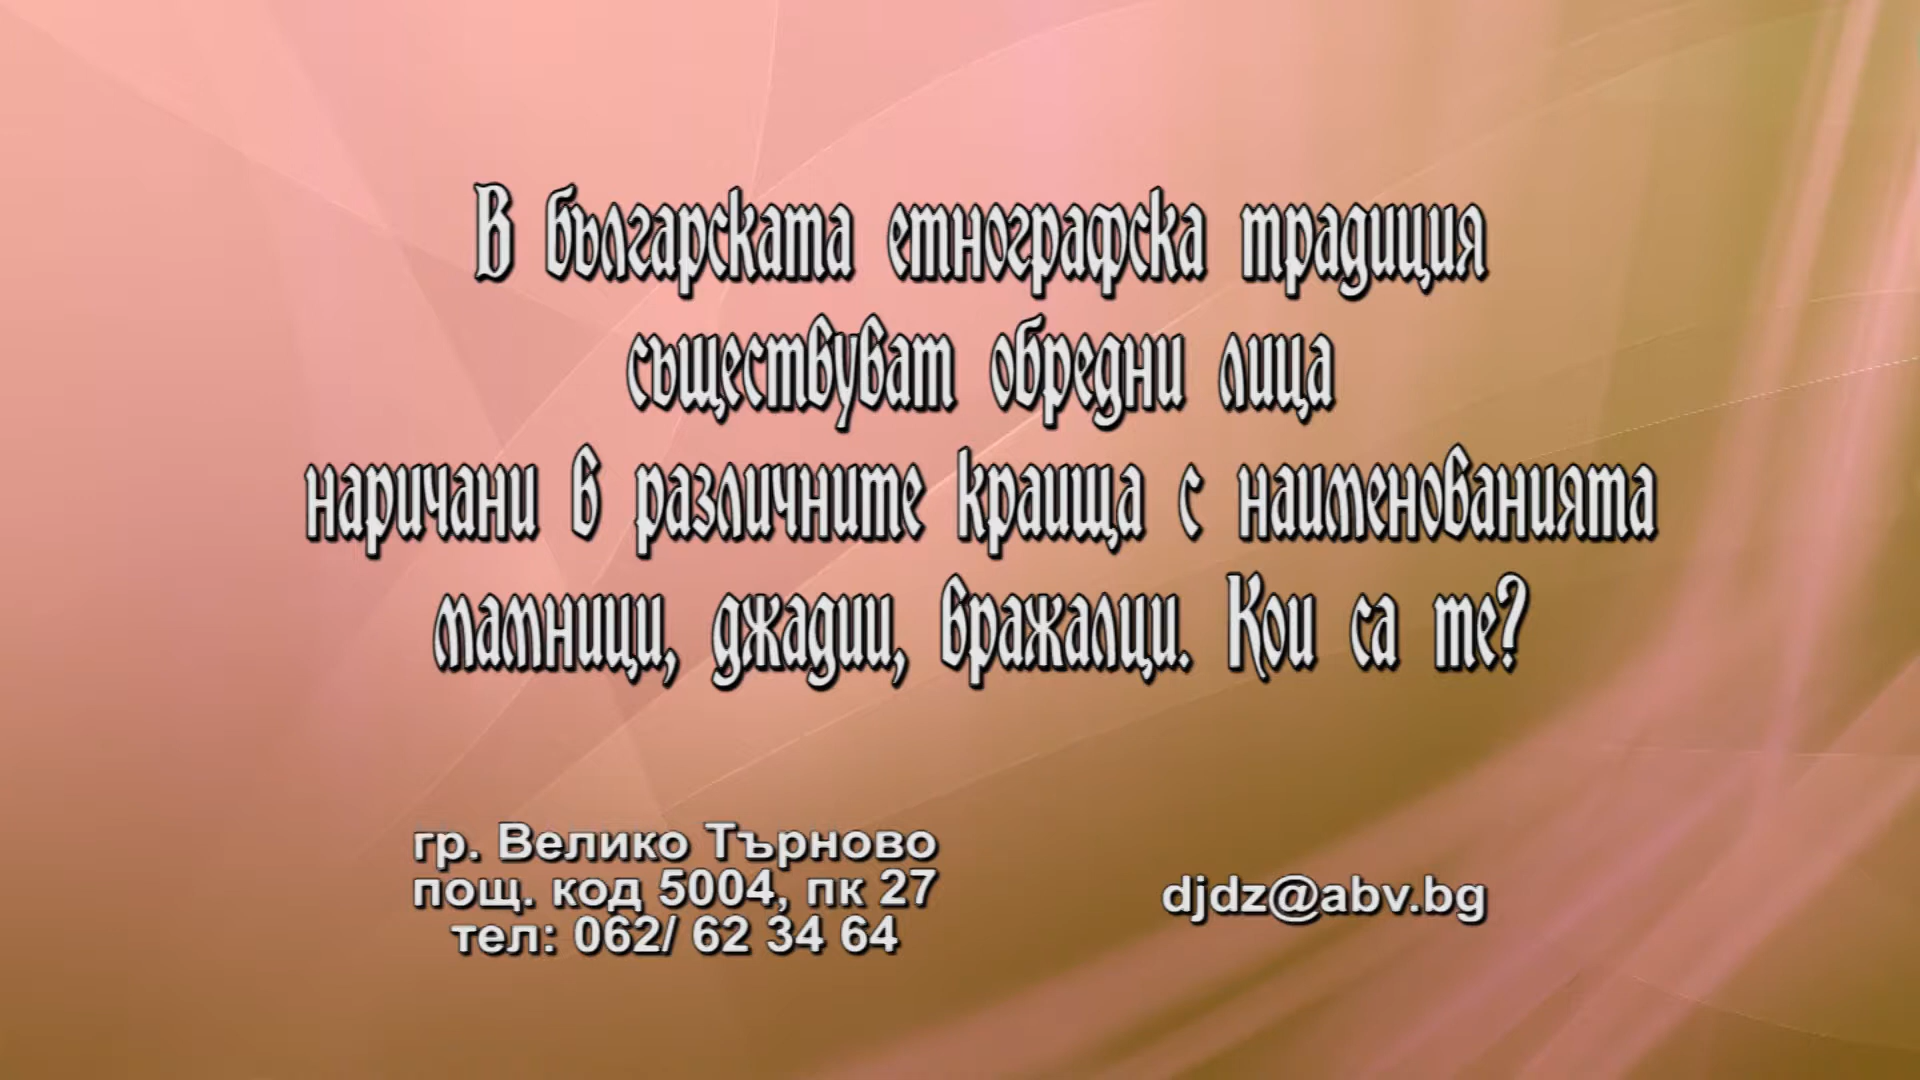 В българската етнографска традиция
съществуват обредни лица
наричани в различните краища с наименованията
мамници, джадии, вражалци. Кои са те?
гр. Велико Търново
пощ. код 5004, пк 27
тел: 062/ 62 34 64
djdz@abv.bg